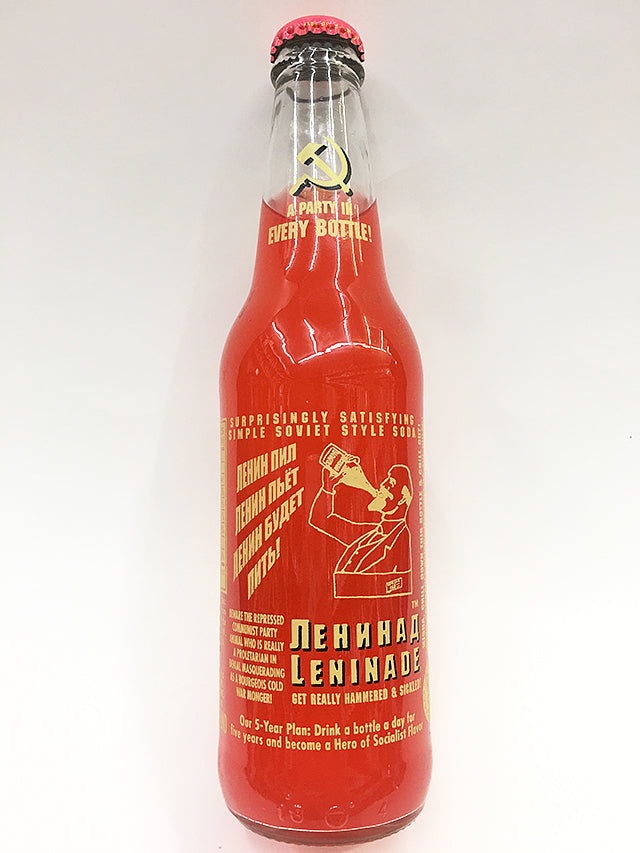 A PARTY IN
EVERY BOTTLE!
SURPRISINGLY SATISFYING
SIMPLE SOVIET STYLE SODA
ЛЕНИН ПИЛ
ЛЕНИН ПЬЁТ
ЛЕНИН БУДЕТ
ПИТЬ!
BEWARE THE REPRESSED
COMMUNIST PARTY
ANIMAL WHO IS REALLY
A PROLETARIAN IN
DENIAL MASQUERADING
AS A BOURGEOIS COLD
WAR MONGER!
TM
ЛЕНИНАД
LENINADE
GET REALLY HAMMERED & SICKLED!
Our 5-Year Plan: Drink a bottle a day for
five years and become a Hero of Socialist Flavor